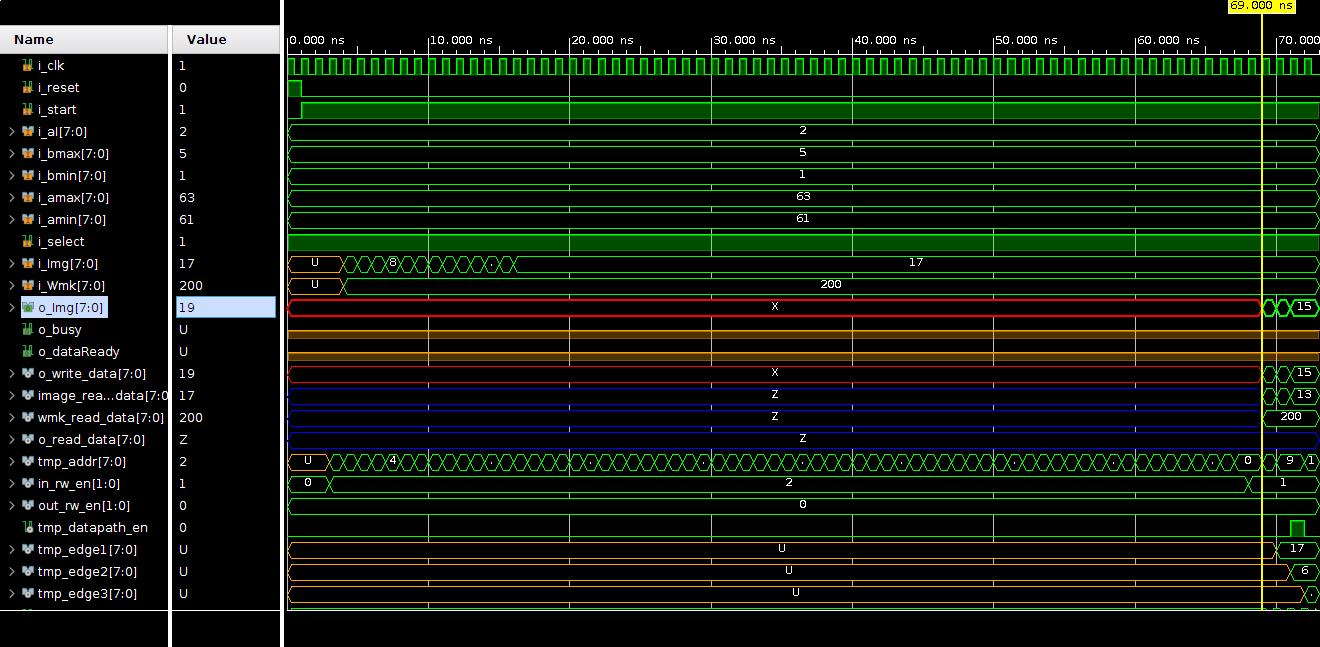 69.000 ns
Name Value 0.000 ns 10.000 ns 20.000 ns 30.000 ns 40.000 ns 50.000 ns 60.000 ns 70.000
i_clk 1
i_reset 0
i_start 1
i_al[7:0] 2 2
i_bmax[7:0] 5 5
i_bmin[7:0] 1 1
i_amax[7:0] 63 63
i_amin[7:0] 61 61
i_select 1
i_Img[7:0] 17 U 8 . 17
i_Wmk[7:0] 200 U 200
o_Img[7:0] 19 X 15
o_busy U
o_dataReady U
o_write_data[7:0] 19 X 15
image_rea...data[7:0 17 Z 13
wmk_read_data[7:0] 200 Z 200
o_read_data[7:0] Z Z
tmp_addr[7:0] 2 U 4 . . . . . . . . 0 9 1
in_rw_en[1:0] 1 0 2 1
out_rw_en[1:0] 0 0
tmp_datapath_en 0
tmp_edge1[7:0] U U 17
tmp_edge2[7:0] U U 6
tmp_edge3[7:0] U U .